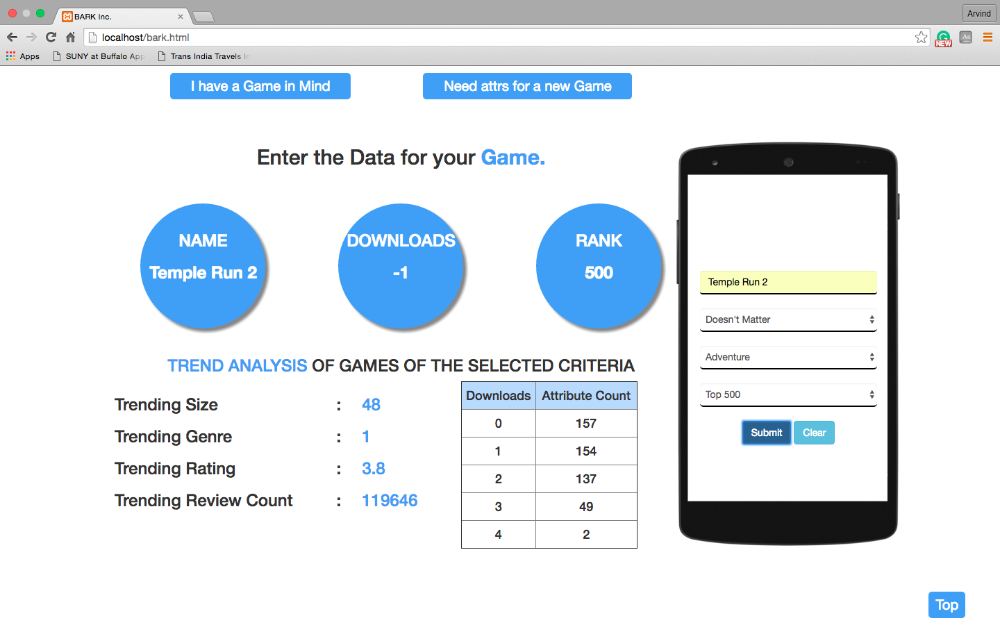 BARK Inc.
Arvind
localhost/bark.html
NEW
Aa
Apps
SUNY at Buffalo App
Trans India Travels In
I have a Game in Mind
Need attrs for a new Game
Enter the Data for your Game.
NAME
Temple Run 2
DOWNLOADS
-1
RANK
500
TREND ANALYSIS OF GAMES OF THE SELECTED CRITERIA
Trending Size : 48
Trending Genre : 1
Trending Rating : 3.8
Trending Review Count : 119646
Downloads Attribute Count
0 157
1 154
2 137
3 49
4 2
Temple Run 2
Doesn't Matter
Adventure
Top 500
Submit Clear
Top